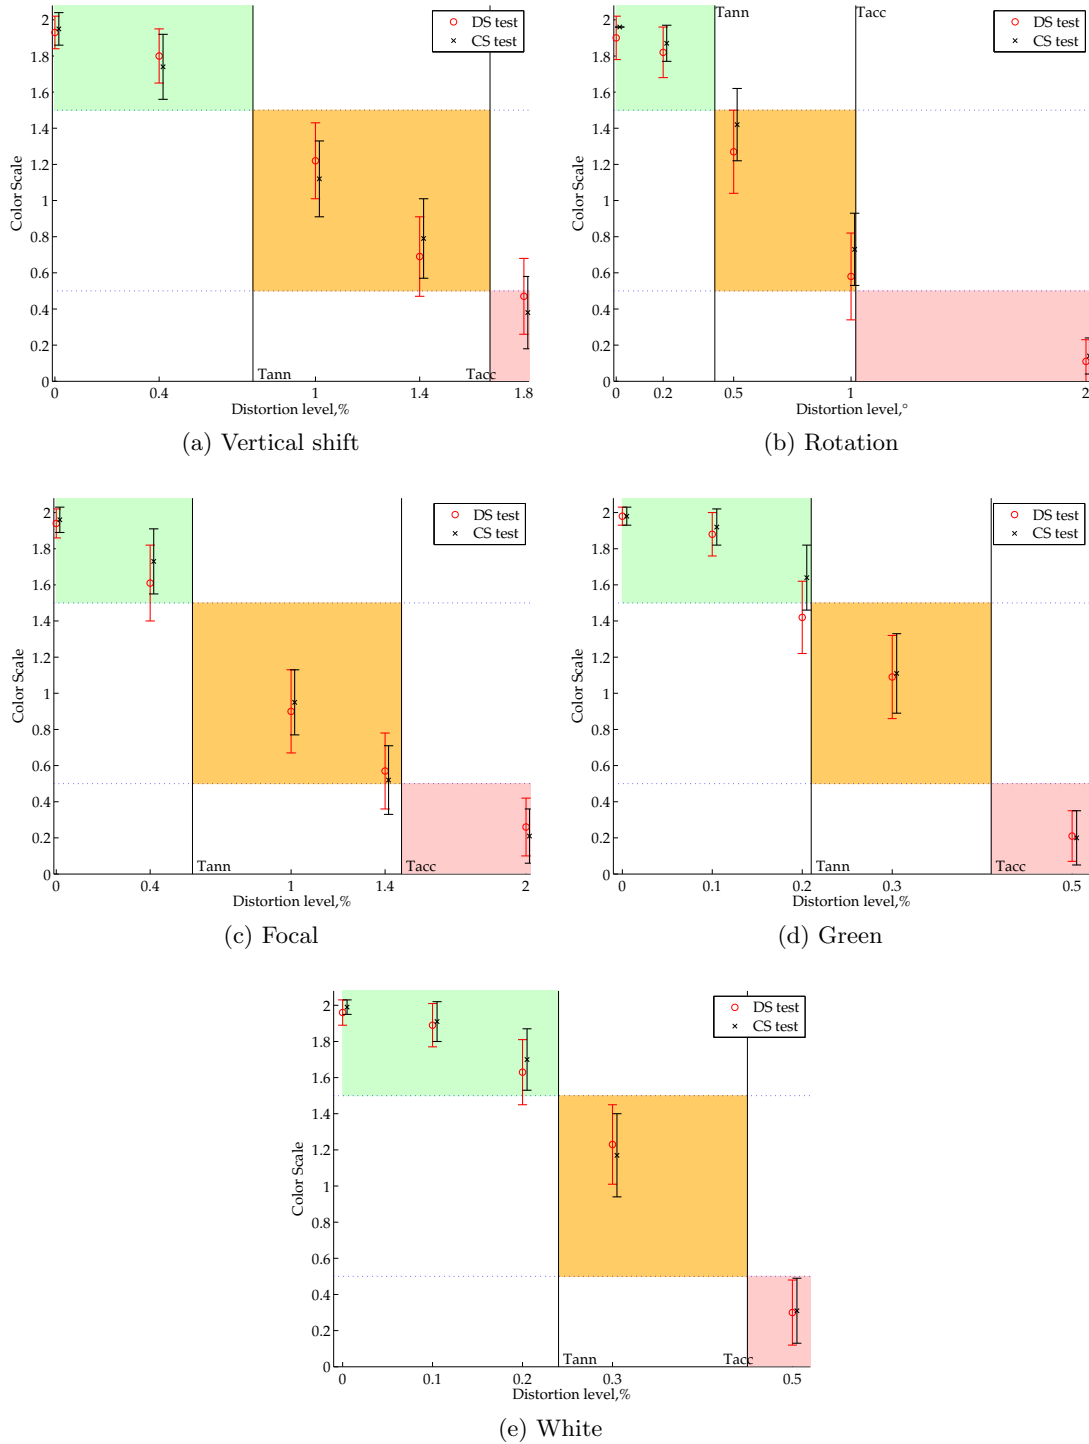 DS test
CS test
2
1.8
1.6
1.4
1.2
1
0.8
0.6
0.4
0.2
0
Color Scale
Tann
Tacc
0 0.4 1 1.4 1.8
Distortion level,%
(a) Vertical shift
Tann
Tacc
DS test
CS test
2
1.8
1.6
1.4
1.2
1
0.8
0.6
0.4
0.2
0
Color Scale
0 0.2 0.5 1 2
Distortion level,°
(b) Rotation
DS test
CS test
2
1.8
1.6
1.4
1.2
1
0.8
0.6
0.4
0.2
0
Color Scale
Tann
Tacc
0 0.4 1 1.4 2
Distortion level,%
(c) Focal
DS test
CS test
2
1.8
1.6
1.4
1.2
1
0.8
0.6
0.4
0.2
0
Color Scale
Tann
Tacc
0 0.1 0.2 0.3 0.5
Distortion level,%
(d) Green
DS test
CS test
2
1.8
1.6
1.4
1.2
1
0.8
0.6
0.4
0.2
0
Color Scale
Tann
Tacc
0 0.1 0.2 0.3 0.5
Distortion level,%
(e) White